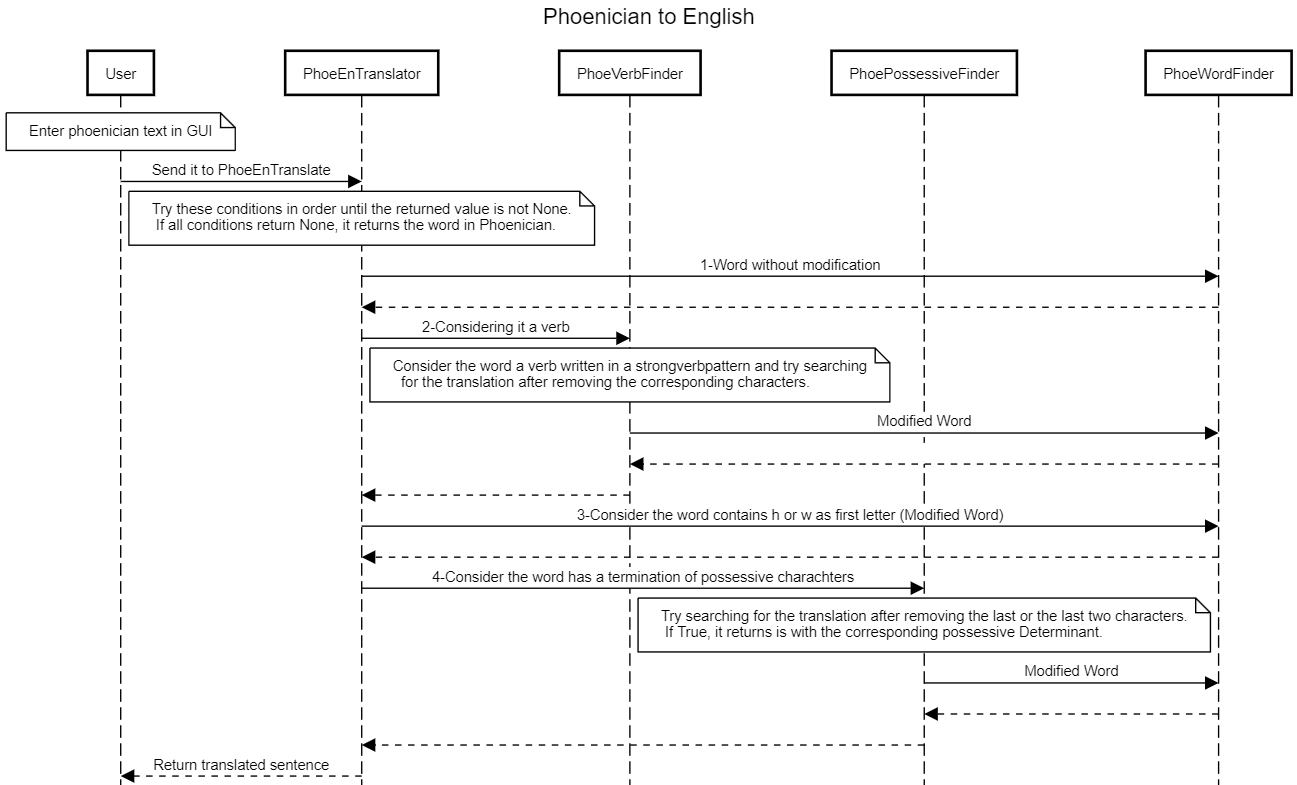 Phoenician to English
User
PhoeEnTranslator
PhoeVerbFinder
PhoePossessiveFinder
PhoeWordFinder
Enter phoenician text in GUI
Send it to PhoeEnTranslate
Try these conditions in order until the returned value is not None.
If all conditions return None, it returns the word in Phoenician.
1-Word without modification
2-Considering it a verb
Consider the word a verb written in a strongverbpattern and try searching
for the translation after removing the corresponding characters.
Modified Word
3-Consider the word contains h or w as first letter (Modified Word)
4-Consider the word has a termination of possessive charachters
Try searching for the translation after removing the last or the last two characters.
If True, it returns is with the corresponding possessive Determinant.
Modified Word
Return translated sentence